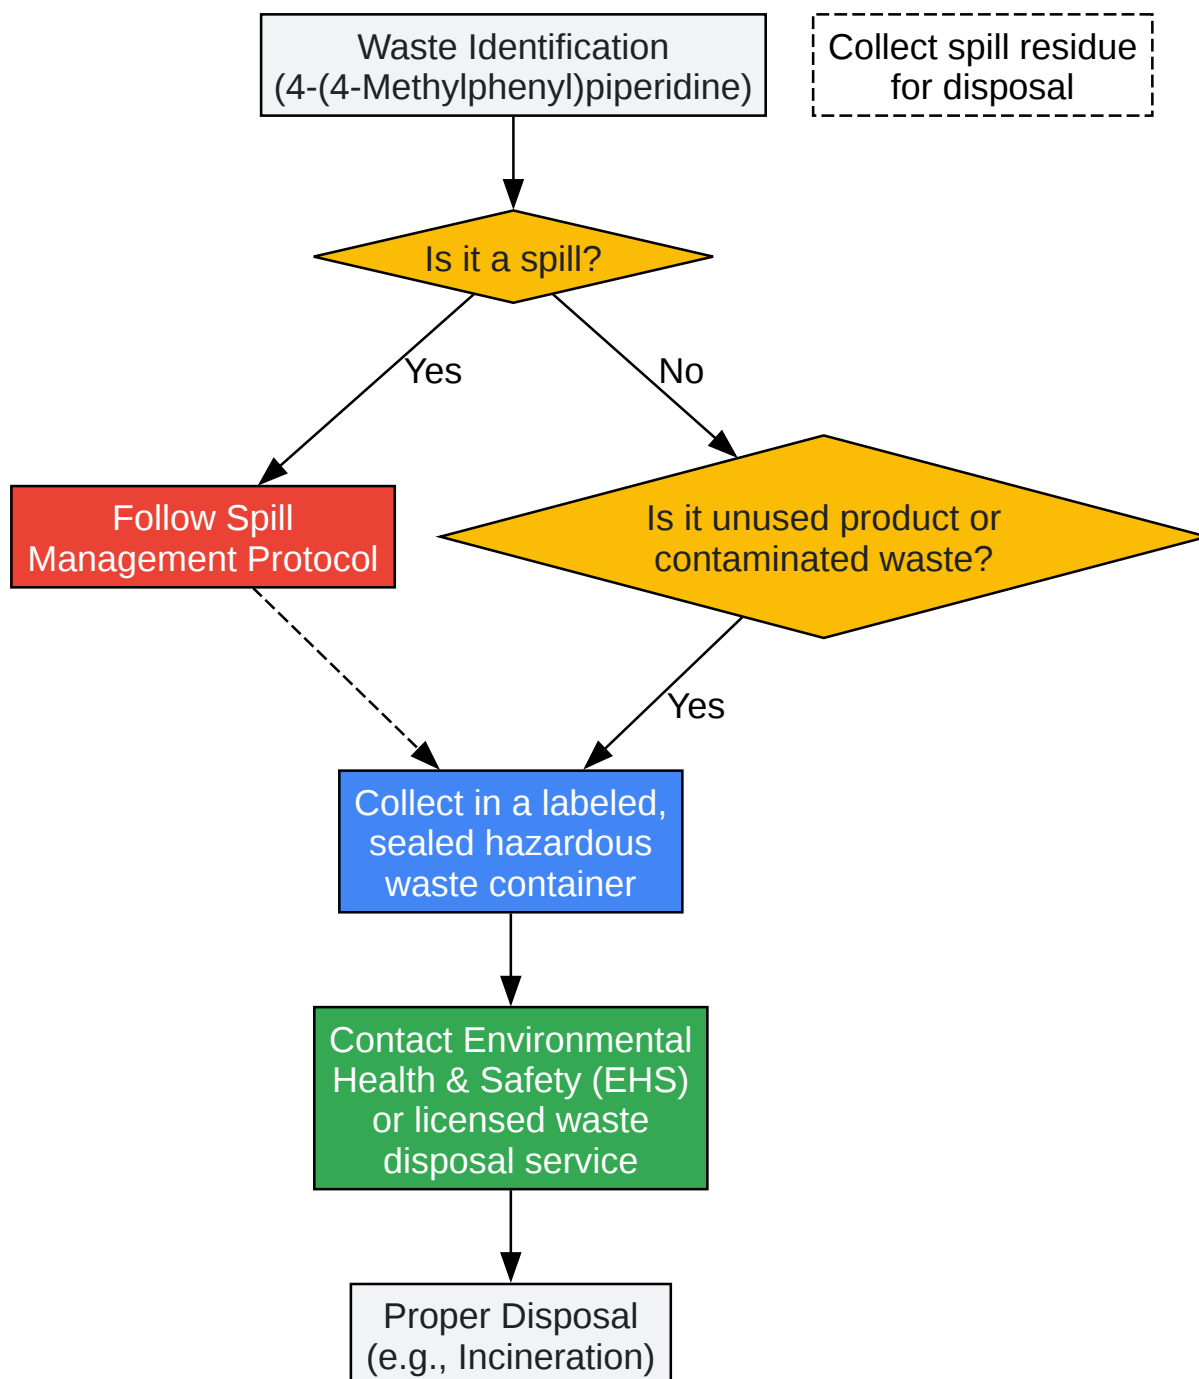 Waste Identification
(4-(4-Methylphenyl)piperidine)
Collect spill residue
for disposal
Is it a spill?
Yes
No
Follow Spill
Management Protocol
Is it unused product or
contaminated waste?
Yes
Collect in a labeled,
sealed hazardous
waste container
Contact Environmental
Health & Safety (EHS)
or licensed waste
disposal service
Proper Disposal
(e.g., Incineration)